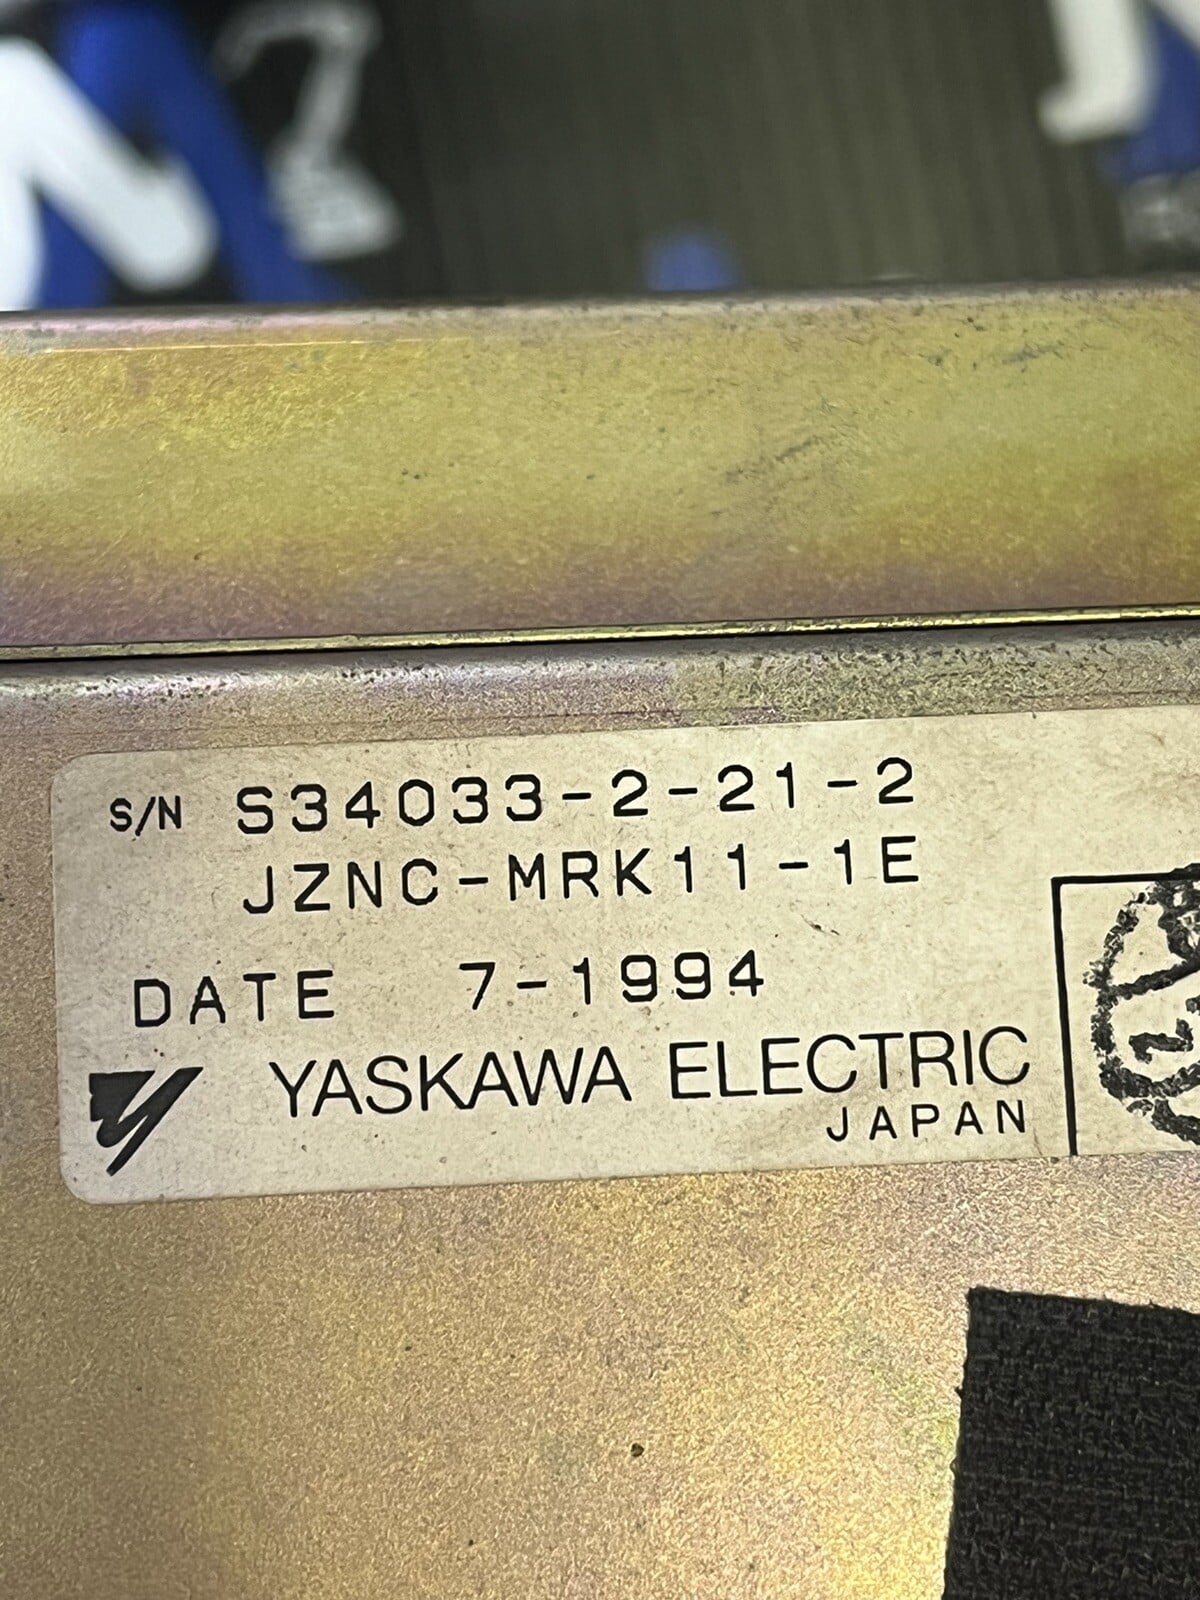 S/N S34033-2-21-2
JZNC-MRK11-1E
DATE 7-1994
YASKAWA ELECTRIC
JAPAN